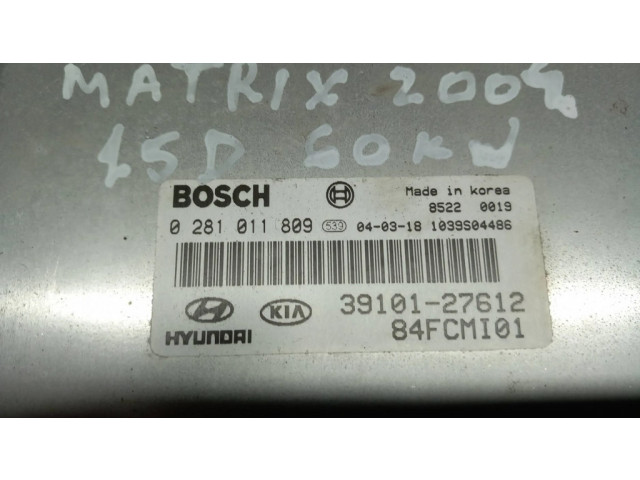 MATRIX 2004
1.5D 60KW
BOSCH
Made in korea
8522 0019
0 281 011 809 533 04-03-18 1039S04486
39101-27612
HYUNDAI KIA 84FCMI01